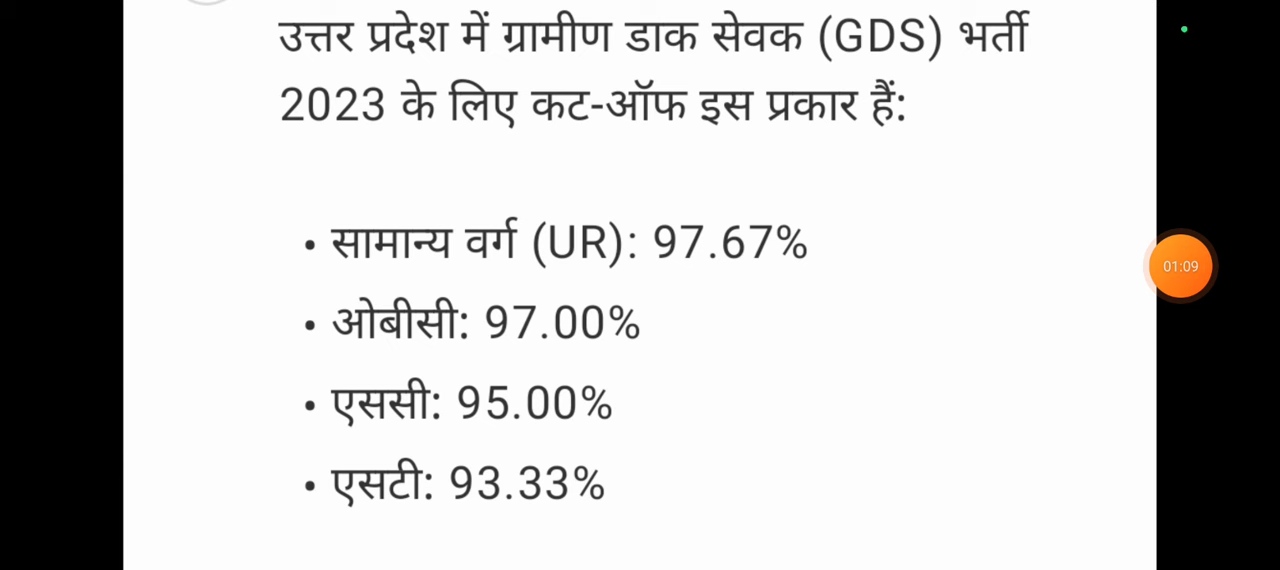 उत्तर प्रदेश में ग्रामीण डाक सेवक (GDS) भर्ती
2023 के लिए कट-ऑफ इस प्रकार हैं:
• सामान्य वर्ग (UR): 97.67%
• ओबीसी: 97.00%
• एससी: 95.00%
• एसटी: 93.33%
01:09